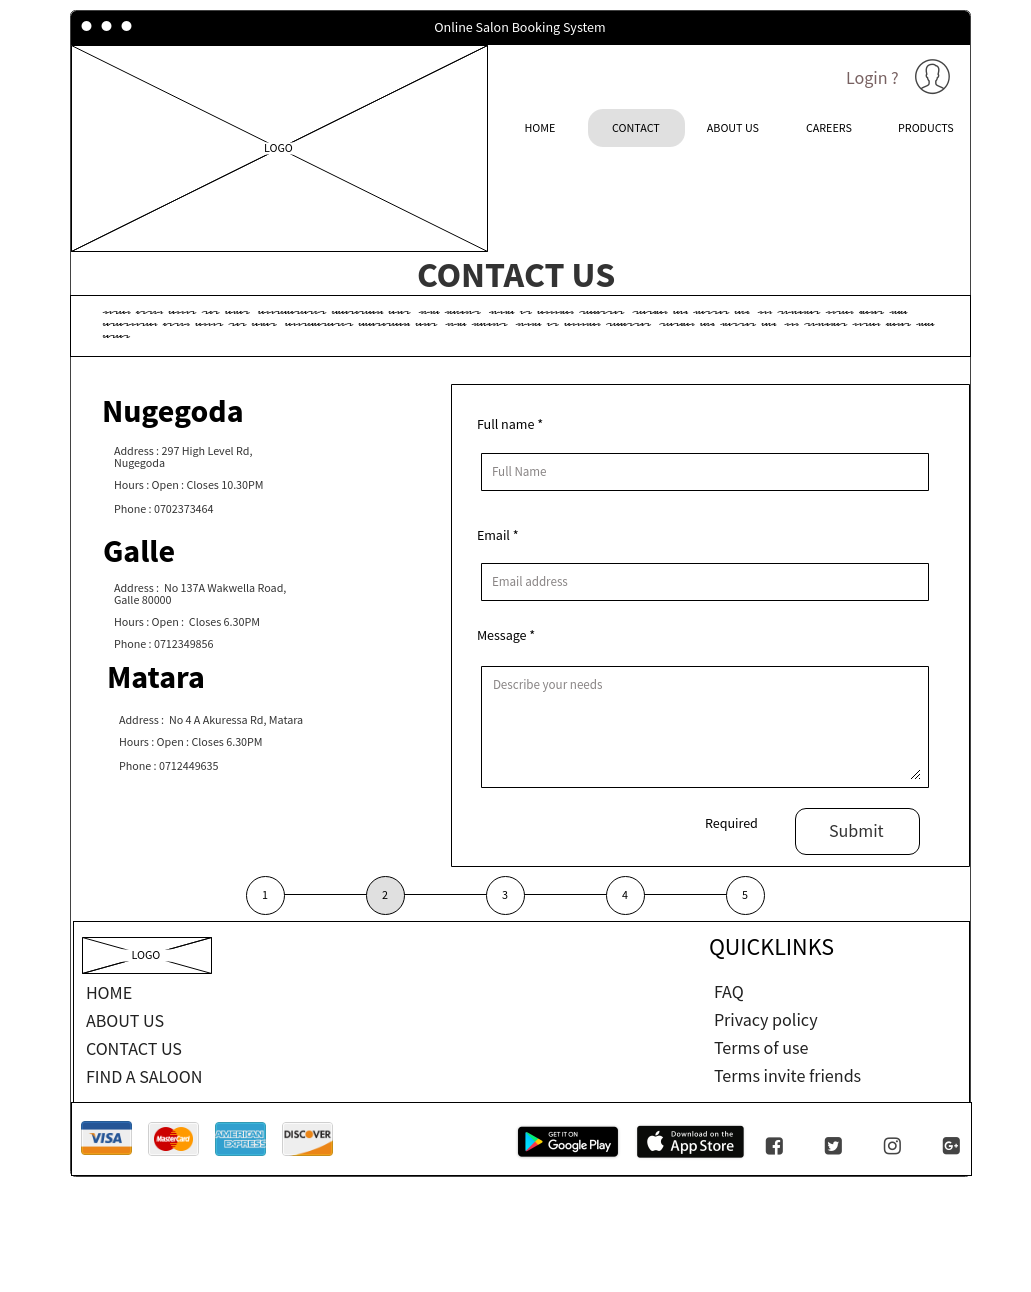 Online Salon Booking System
Login ?
LOGO
HOME
CONTACT
ABOUT US
CAREERS
PRODUCTS
CONTACT US
Nugegoda
Address : 297 High Level Rd,
Nugegoda
Hours : Open : Closes 10.30PM
Phone : 0702373464
Galle
Address :  No 137A Wakwella Road,
Galle 80000
Hours : Open :  Closes 6.30PM
Phone : 0712349856
Matara
Address :  No 4 A Akuressa Rd, Matara
Hours : Open : Closes 6.30PM
Phone : 0712449635
Full name *
Full Name
Email *
Email address
Message *
Describe your needs
Required
Submit
1
2
3
4
5
LOGO
HOME
ABOUT US
CONTACT US
FIND A SALOON
QUICKLINKS
FAQ
Privacy policy
Terms of use
Terms invite friends
VISA
MasterCard
AMERICAN
EXPRESS
DISCOVER
GET IT ON
Google Play
Download on the
App Store
G+